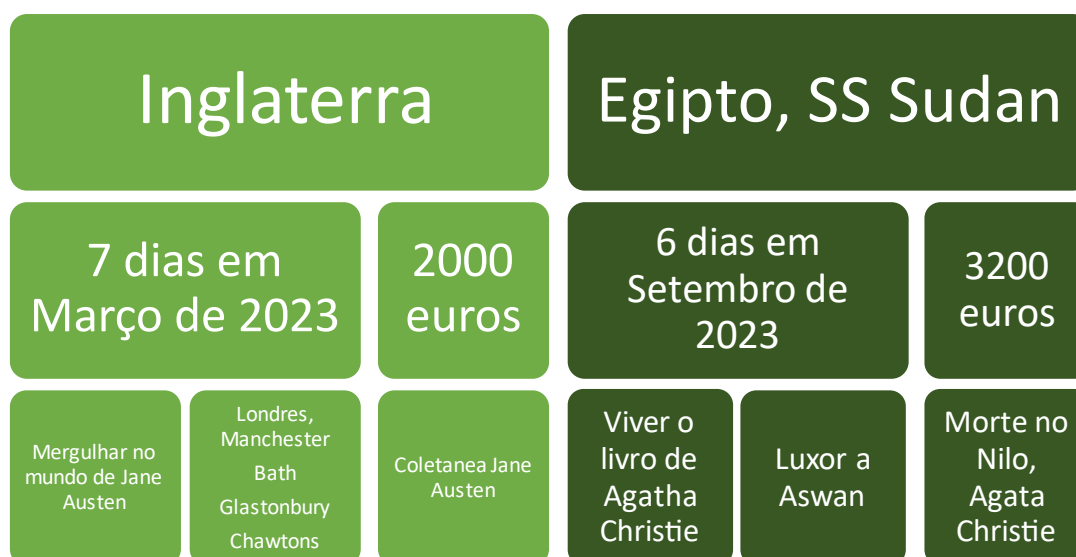 Inglaterra
Egipto, SS Sudan
7 dias em
Março de 2023
2000
euros
6 dias em
Setembro de
2023
3200
euros
Mergulhar no
mundo de Jane
Austen
Londres,
Manchester
Bath
Glastonbury
Chawtons
Coletanea Jane
Austen
Viver o
livro de
Agatha
Christie
Luxor a
Aswan
Morte no
Nilo,
Agata
Christie